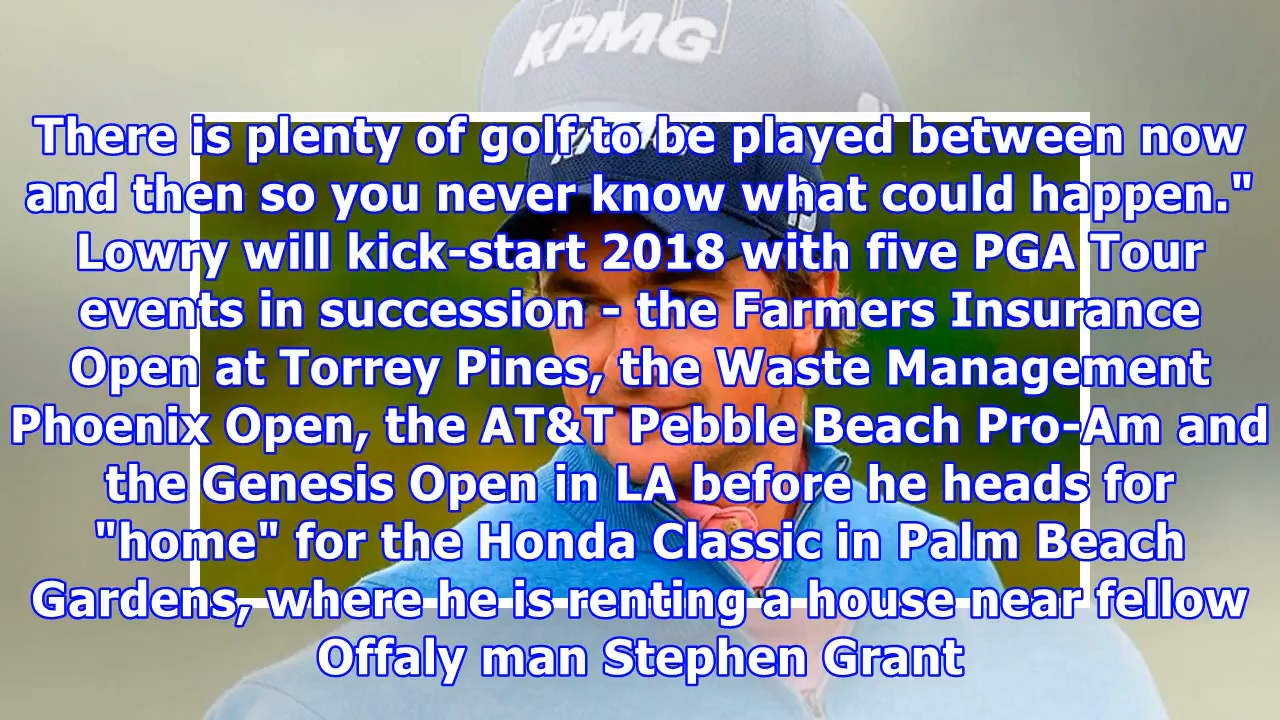 KPMG
There is plenty of golf to be played between now
and then so you never know what could happen."
Lowry will kick-start 2018 with five PGA Tour
events in succession - the Farmers Insurance
Open at Torrey Pines, the Waste Management
Phoenix Open, the AT&T Pebble Beach Pro-Am and
the Genesis Open in LA before he heads for
"home" for the Honda Classic in Palm Beach
Gardens, where he is renting a house near fellow
Offaly man Stephen Grant